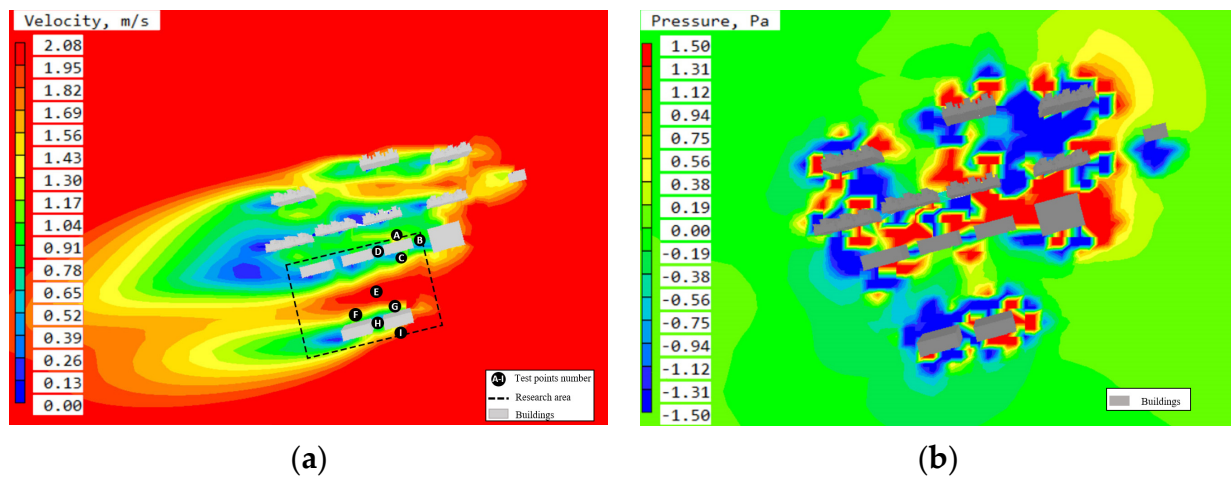 Velocity, m/s
2.08
1.95
1.82
1.69
1.56
1.43
1.30
1.17
1.04
0.91
0.78
0.65
0.52
0.39
0.26
0.13
0.00
A
B
D
C
E
G
F
H
I
A-I Test points number
Research area
Buildings
(a)
Pressure, Pa
1.50
1.31
1.12
0.94
0.75
0.56
0.38
0.19
0.00
-0.19
-0.38
-0.56
-0.75
-0.94
-1.12
-1.31
-1.50
Buildings
(b)